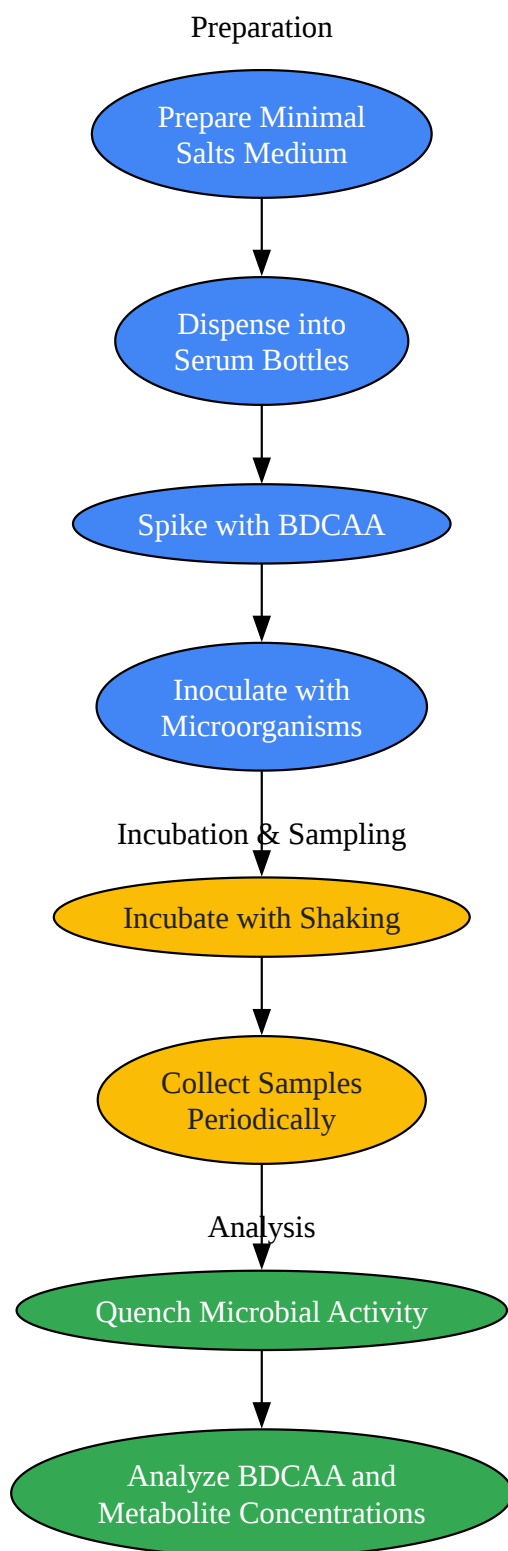 Preparation
Prepare Minimal
Salts Medium
Dispense into
Serum Bottles
Spike with BDCAA
Inoculate with
Microorganisms
Incubation & Sampling
Incubate with Shaking
Collect Samples
Periodically
Analysis
Quench Microbial Activity
Analyze BDCAA and
Metabolite Concentrations